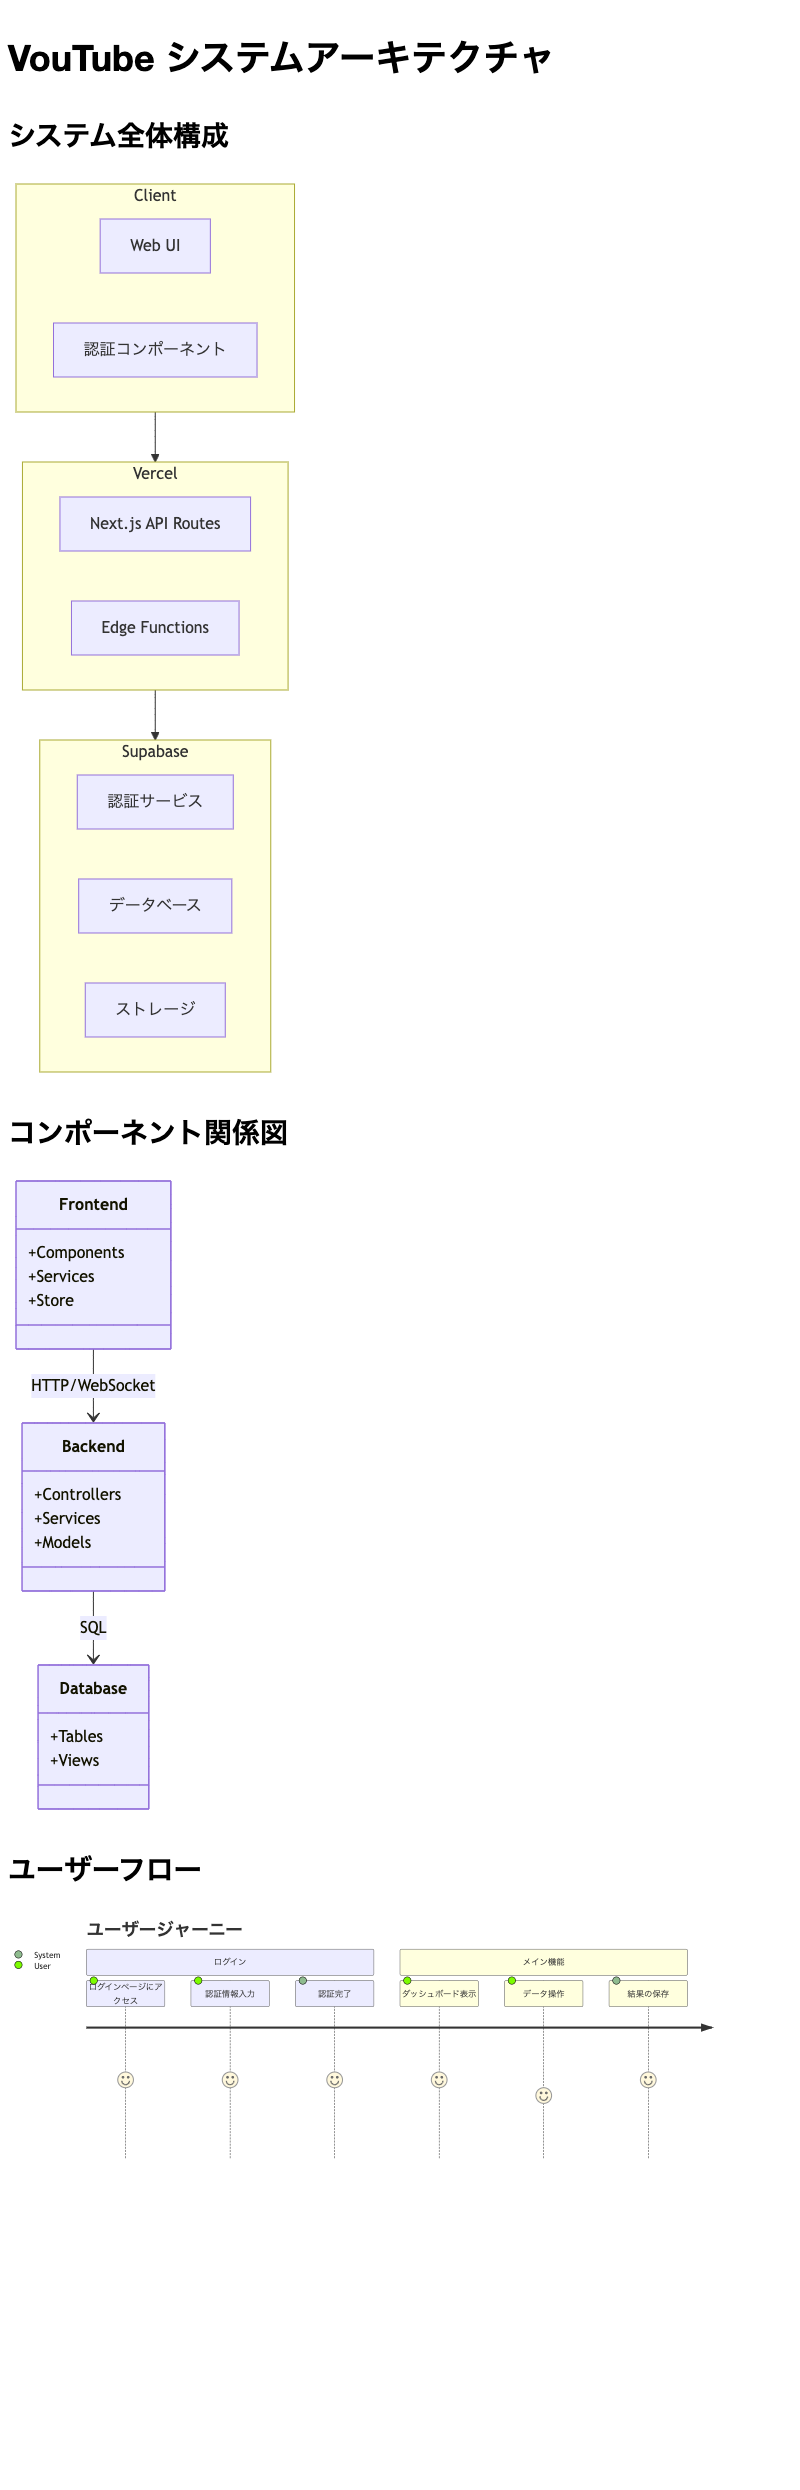 VouTube システムアーキテクチャ
システム全体構成
Client
Web UI
認証コンポーネント
Vercel
Next.js API Routes
Edge Functions
Supabase
認証サービス
データベース
ストレージ
コンポーネント関係図
Frontend
+Components
+Services
+Store
HTTP/WebSocket
Backend
+Controllers
+Services
+Models
SQL
Database
+Tables
+Views
ユーザーフロー
ユーザージャーニー
System
User
ログイン
メイン機能
ログインページにア
クセス
認証情報入力
認証完了
ダッシュボード表示
データ操作
結果の保存